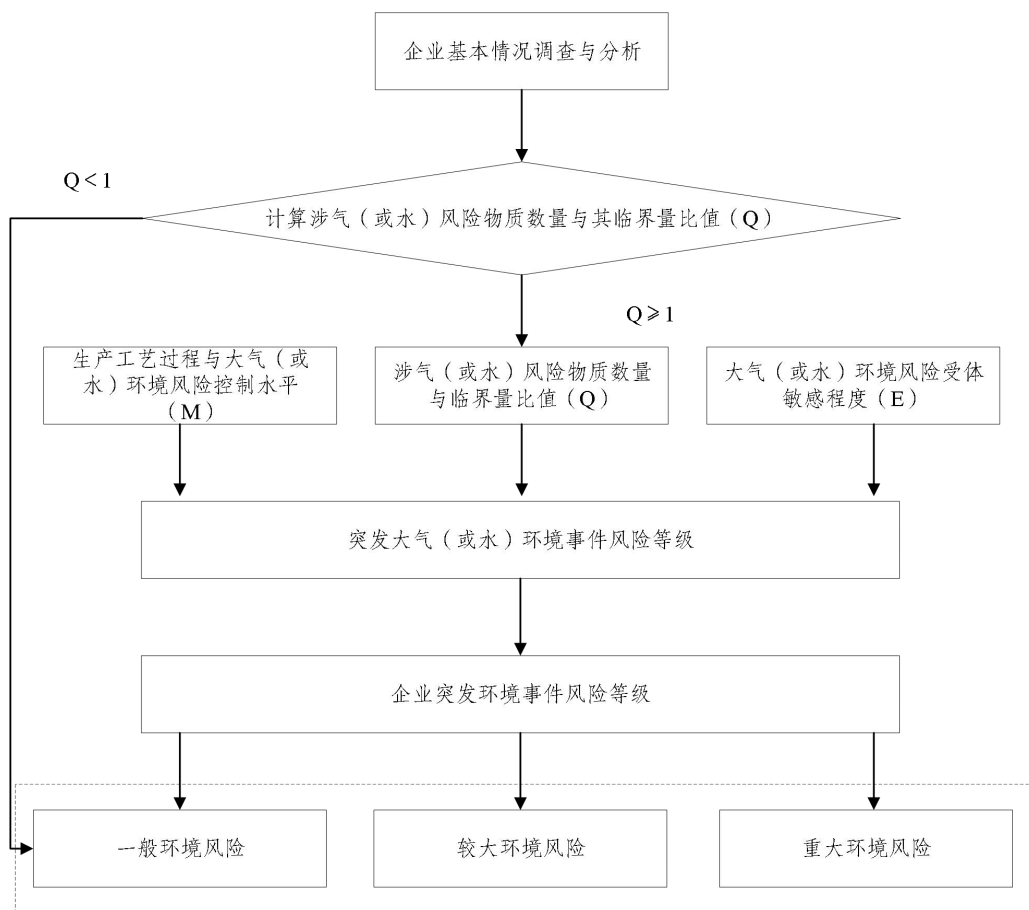 企业基本情况调查与分析
Q<1
计算涉气（或水）风险物质数量与其临界量比值（Q）
Q≥1
生产工艺过程与大气（或
水）环境风险控制水平
（M）
涉气（或水）风险物质数量
与临界量比值（Q）
大气（或水）环境风险受体
敏感程度（E）
突发大气（或水）环境事件风险等级
企业突发环境事件风险等级
一般环境风险
较大环境风险
重大环境风险